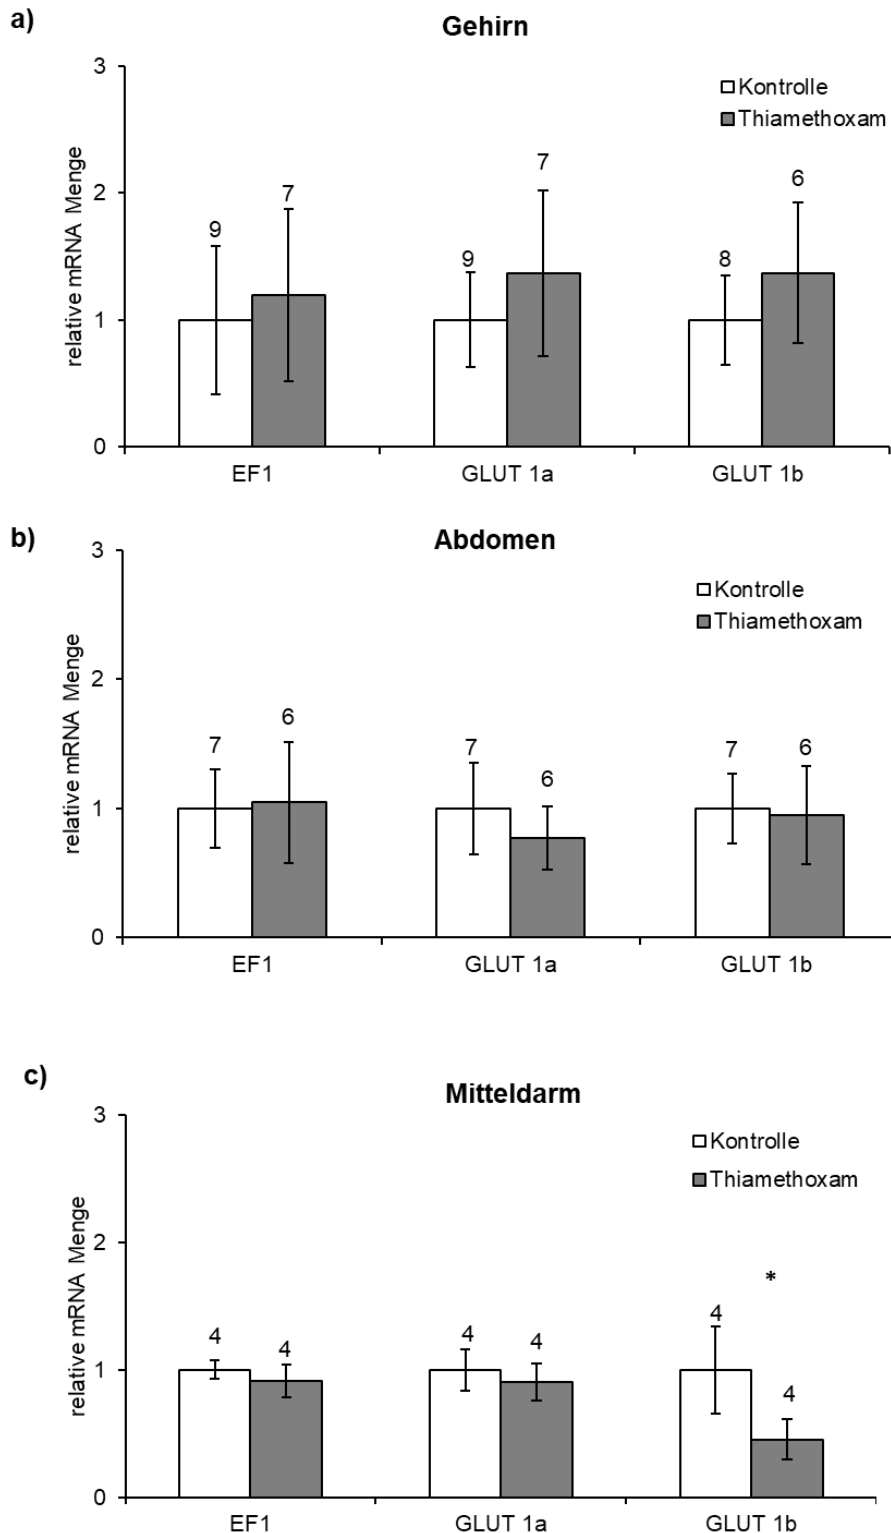 a)
Gehirn
3
2
1
0
relative mRNA Menge
Kontrolle
Thiamethoxam
9
7
9
7
8
6
EF1
GLUT 1a
GLUT 1b
b)
Abdomen
3
2
1
0
relative mRNA Menge
Kontrolle
Thiamethoxam
7
6
7
6
7
6
EF1
GLUT 1a
GLUT 1b
c)
Mitteldarm
3
2
1
0
relative mRNA Menge
Kontrolle
Thiamethoxam
4
4
4
4
4
*
4
EF1
GLUT 1a
GLUT 1b